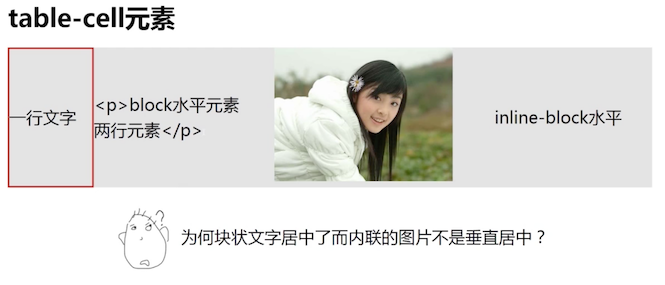 table-cell元素
一行文字
<p>block水平元素
两行元素</p>
inline-block水平
?
为何块状文字居中了而内联的图片不是垂直居中？